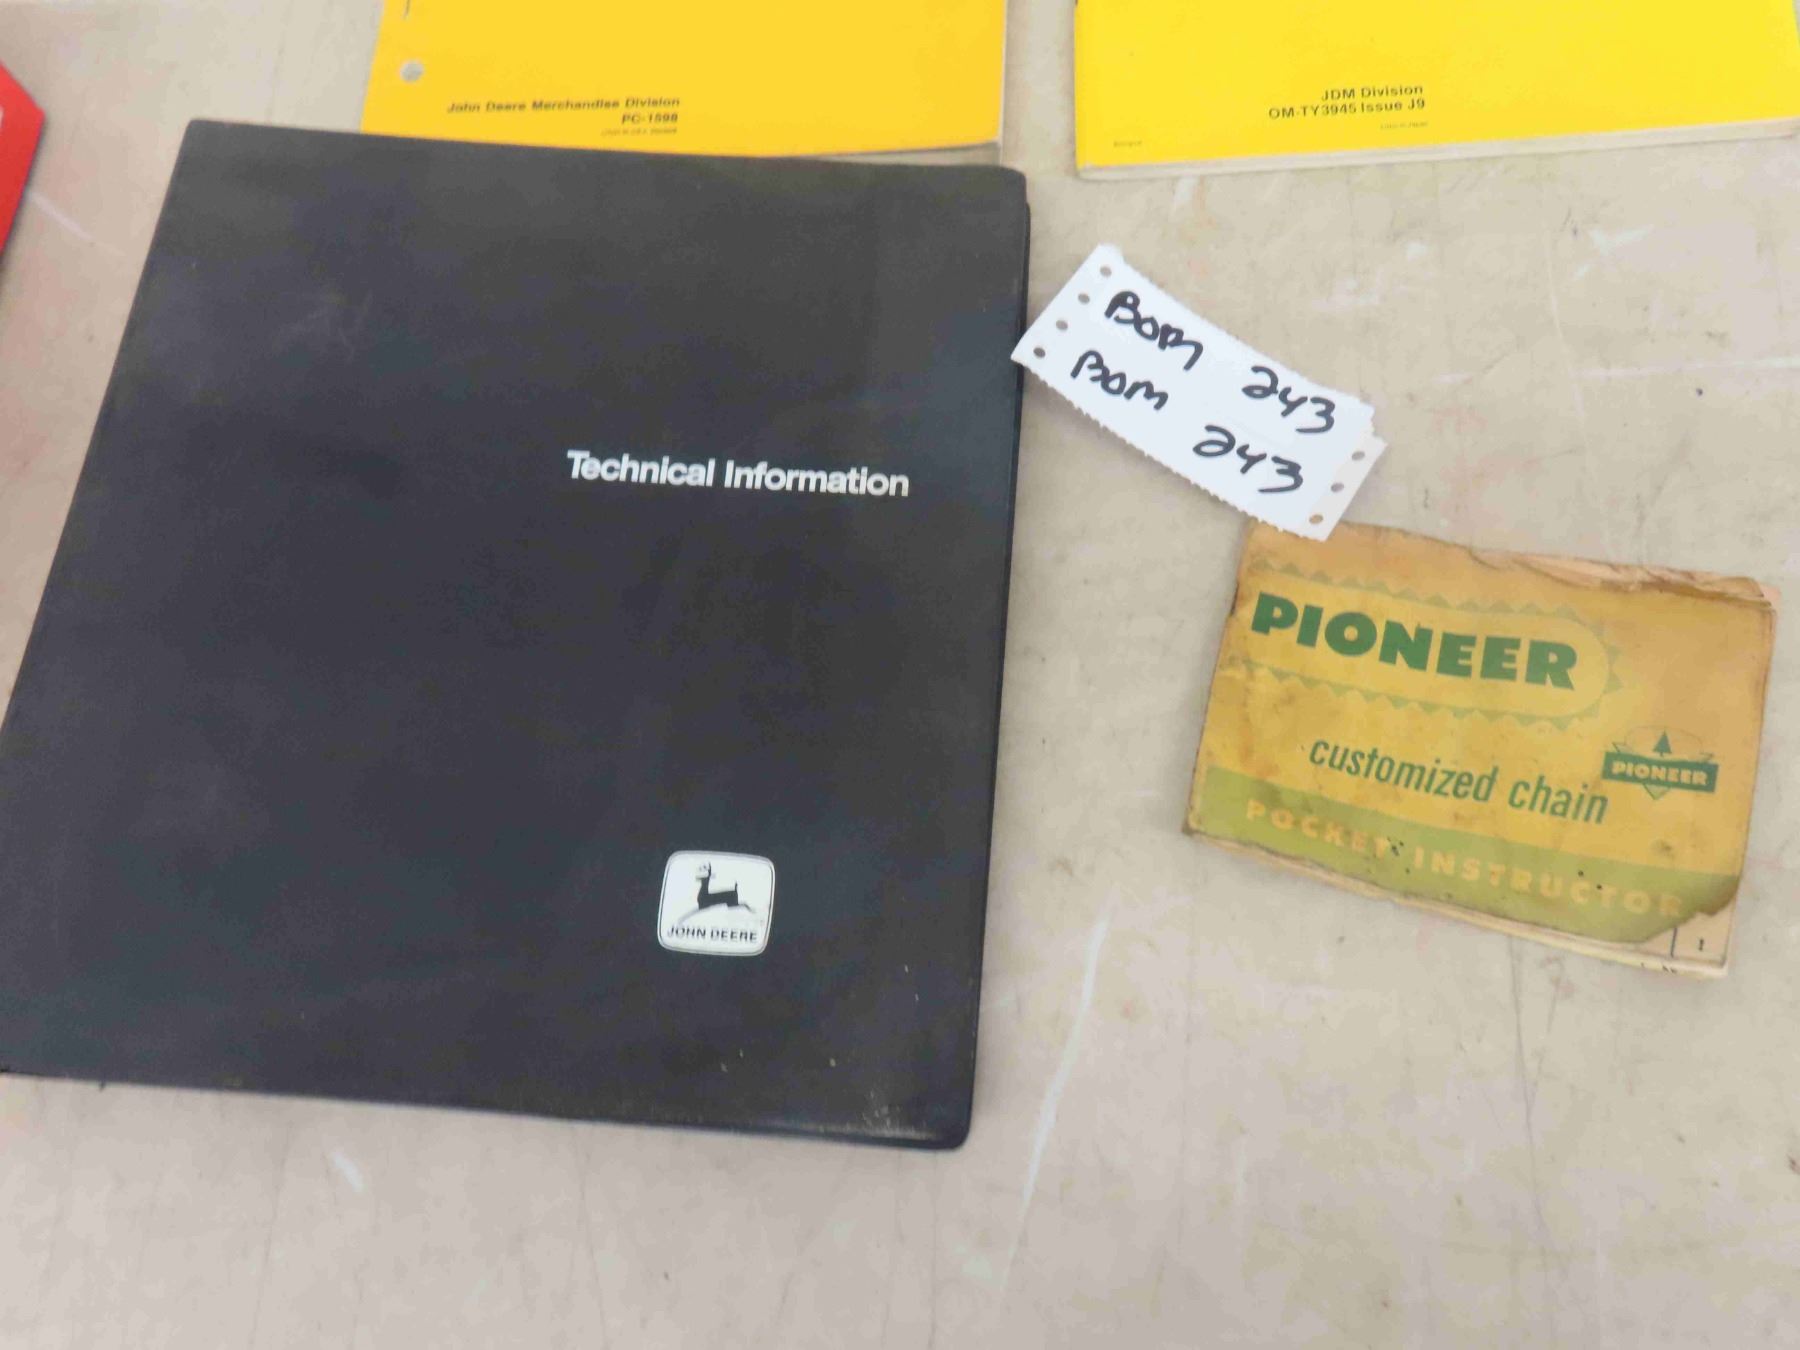 John Deere Merchandise Division
PC-1598
JDM Division
OM-TY3945 Issue J9
Technical Information
JOHN DEERE
BOM 243
BOM 243
PIONEER
customized chain
PIONEER
POCKET INSTRUCTOR
1